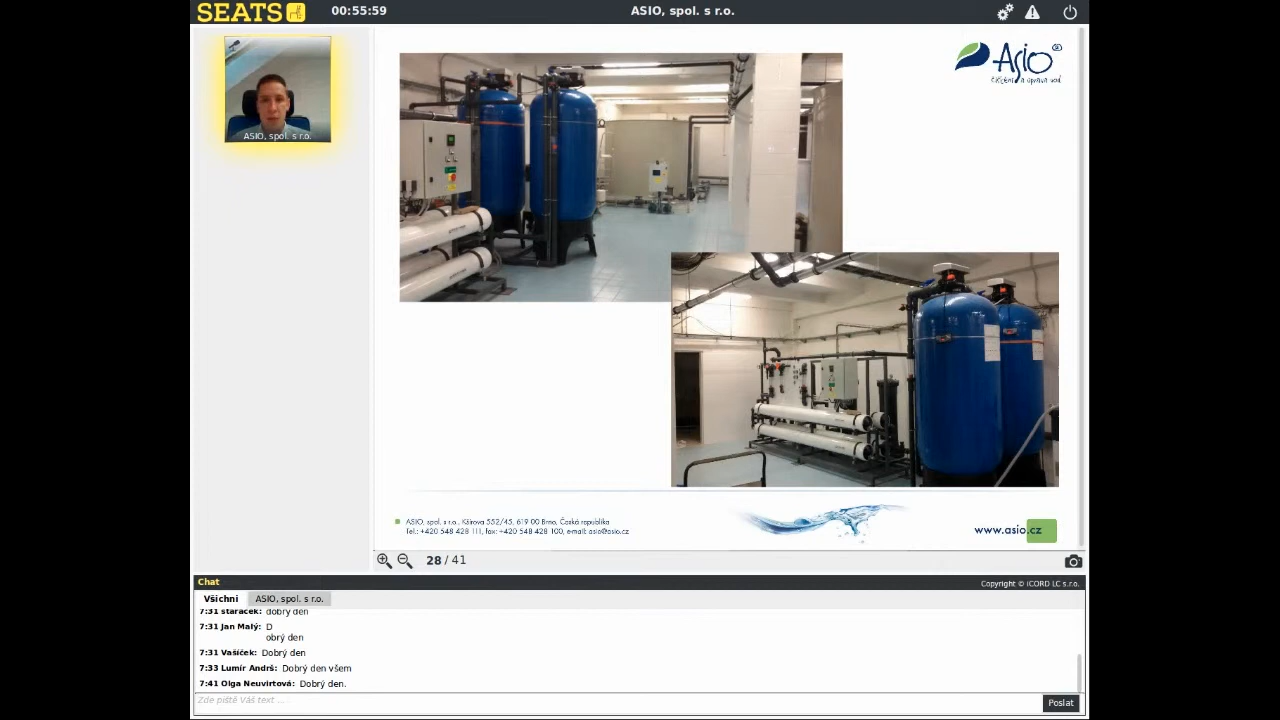 SEATS
00:55:59
ASIO, spol. s r.o.
ASIO, spol. s r.o.
Asio
čištění a úprava vod
ASIO, spol. s r.o., Kšírova 552/45, 619 00 Brno, Česká republika
Tel.: +420 548 428 111, fax: +420 548 428 100, e-mail: asio@asio.cz
www.asio.cz
28 / 41
Chat
Copyright © iCORD LC s.r.o.
Všichni
ASIO, spol. s r.o.
7:31 staracek: dobrý den
7:31 Jan Malý: D
obrý den
7:31 Vašíček: Dobrý den
7:33 Lumír Andrš: Dobrý den všem
7:41 Olga Neuvirtová: Dobrý den.
Zde piště Váš text ...
Poslat